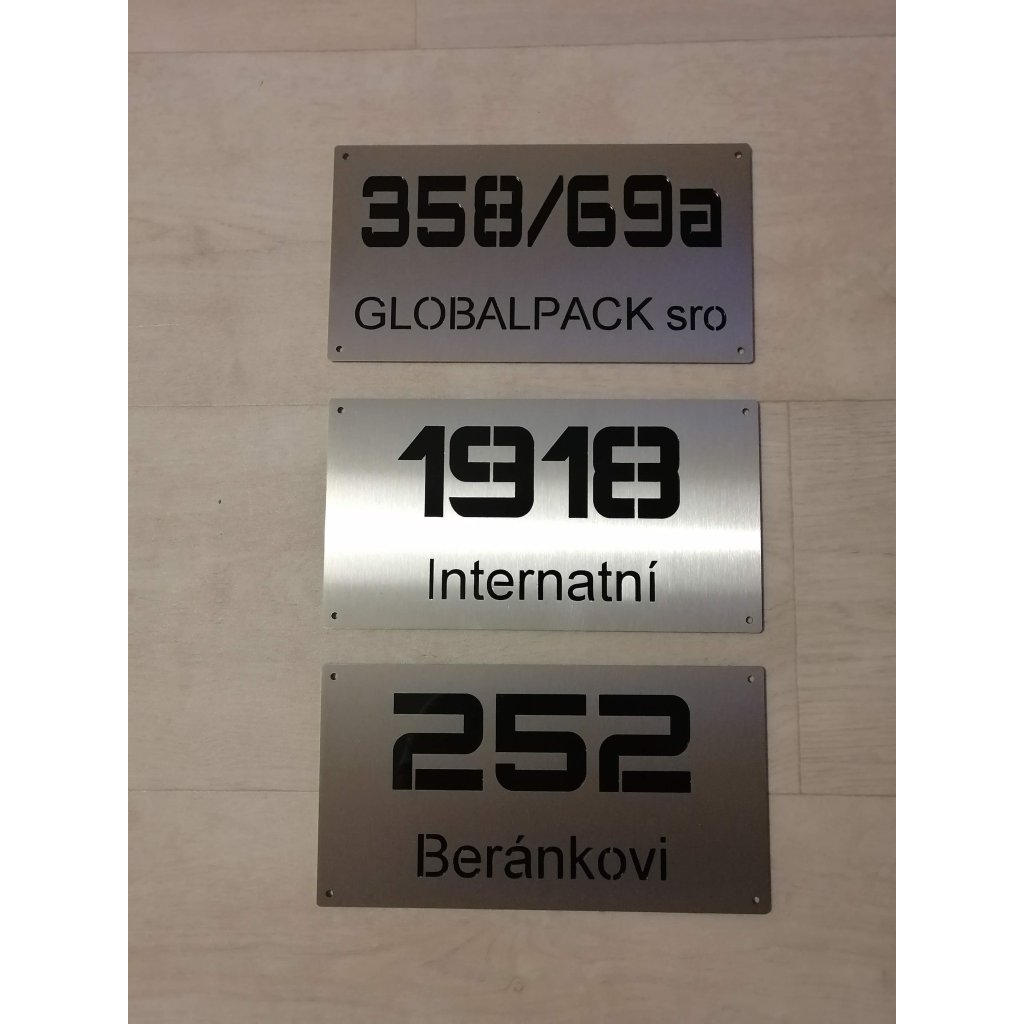 358/69a
GLOBALPACK sro
1918
Internatní
252
Beránkovi